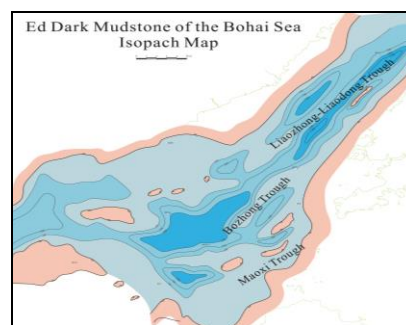 Ed Dark Mudstone of the Bohai Sea
Isopach Map
Liaozhong-Liaodong Trough
Bozhong Trough
Maoxi Trough